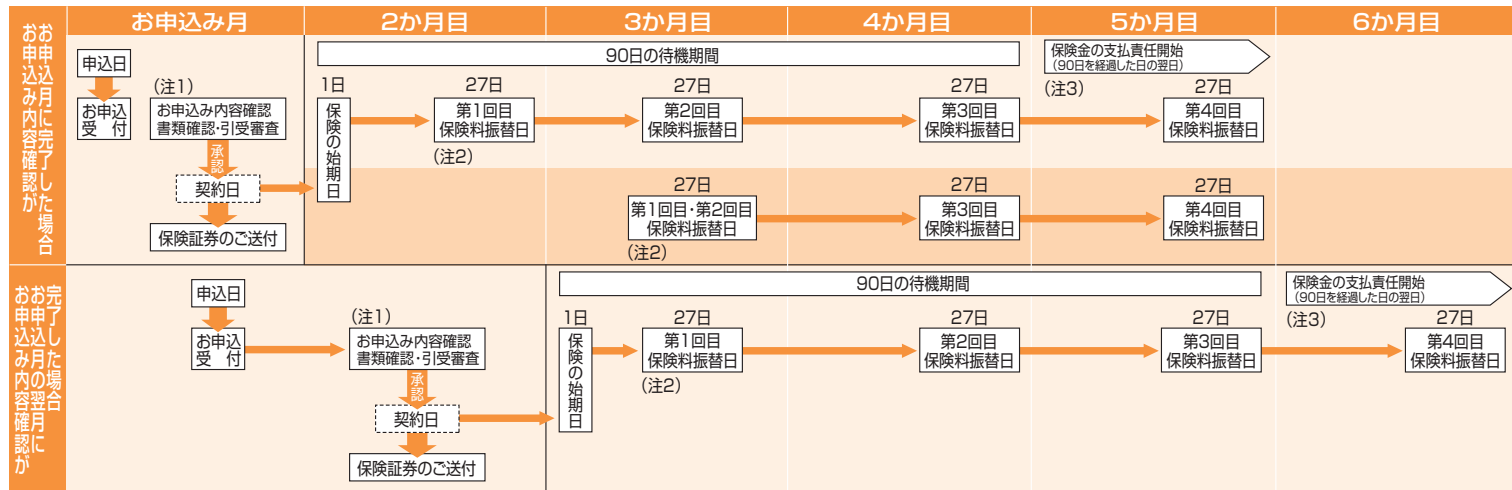 お申込み月
2か月目
3か月目
4か月目
5か月目
6か月目
お申込み内容確認が
お申込月に完了した場合
申込日
お申込
受　付
(注1)
お申込み内容確認
書類確認・引受審査
承認
契約日
保険証券のご送付
90日の待機期間
保険金の支払責任開始
(90日を経過した日の翌日)
(注3)
1日
保険の始期日
27日
第1回目
保険料振替日
(注2)
27日
第2回目
保険料振替日
27日
第3回目
保険料振替日
27日
第4回目
保険料振替日
27日
第1回目・第2回目
保険料振替日
(注2)
27日
第3回目
保険料振替日
27日
第4回目
保険料振替日
お申込み内容確認が
お申込月の翌月に
完了した場合
申込日
お申込
受　付
(注1)
お申込み内容確認
書類確認・引受審査
承認
契約日
保険証券のご送付
90日の待機期間
保険金の支払責任開始
(90日を経過した日の翌日)
(注3)
1日
保険の始期日
27日
第1回目
保険料振替日
(注2)
27日
第2回目
保険料振替日
27日
第3回目
保険料振替日
27日
第4回目
保険料振替日